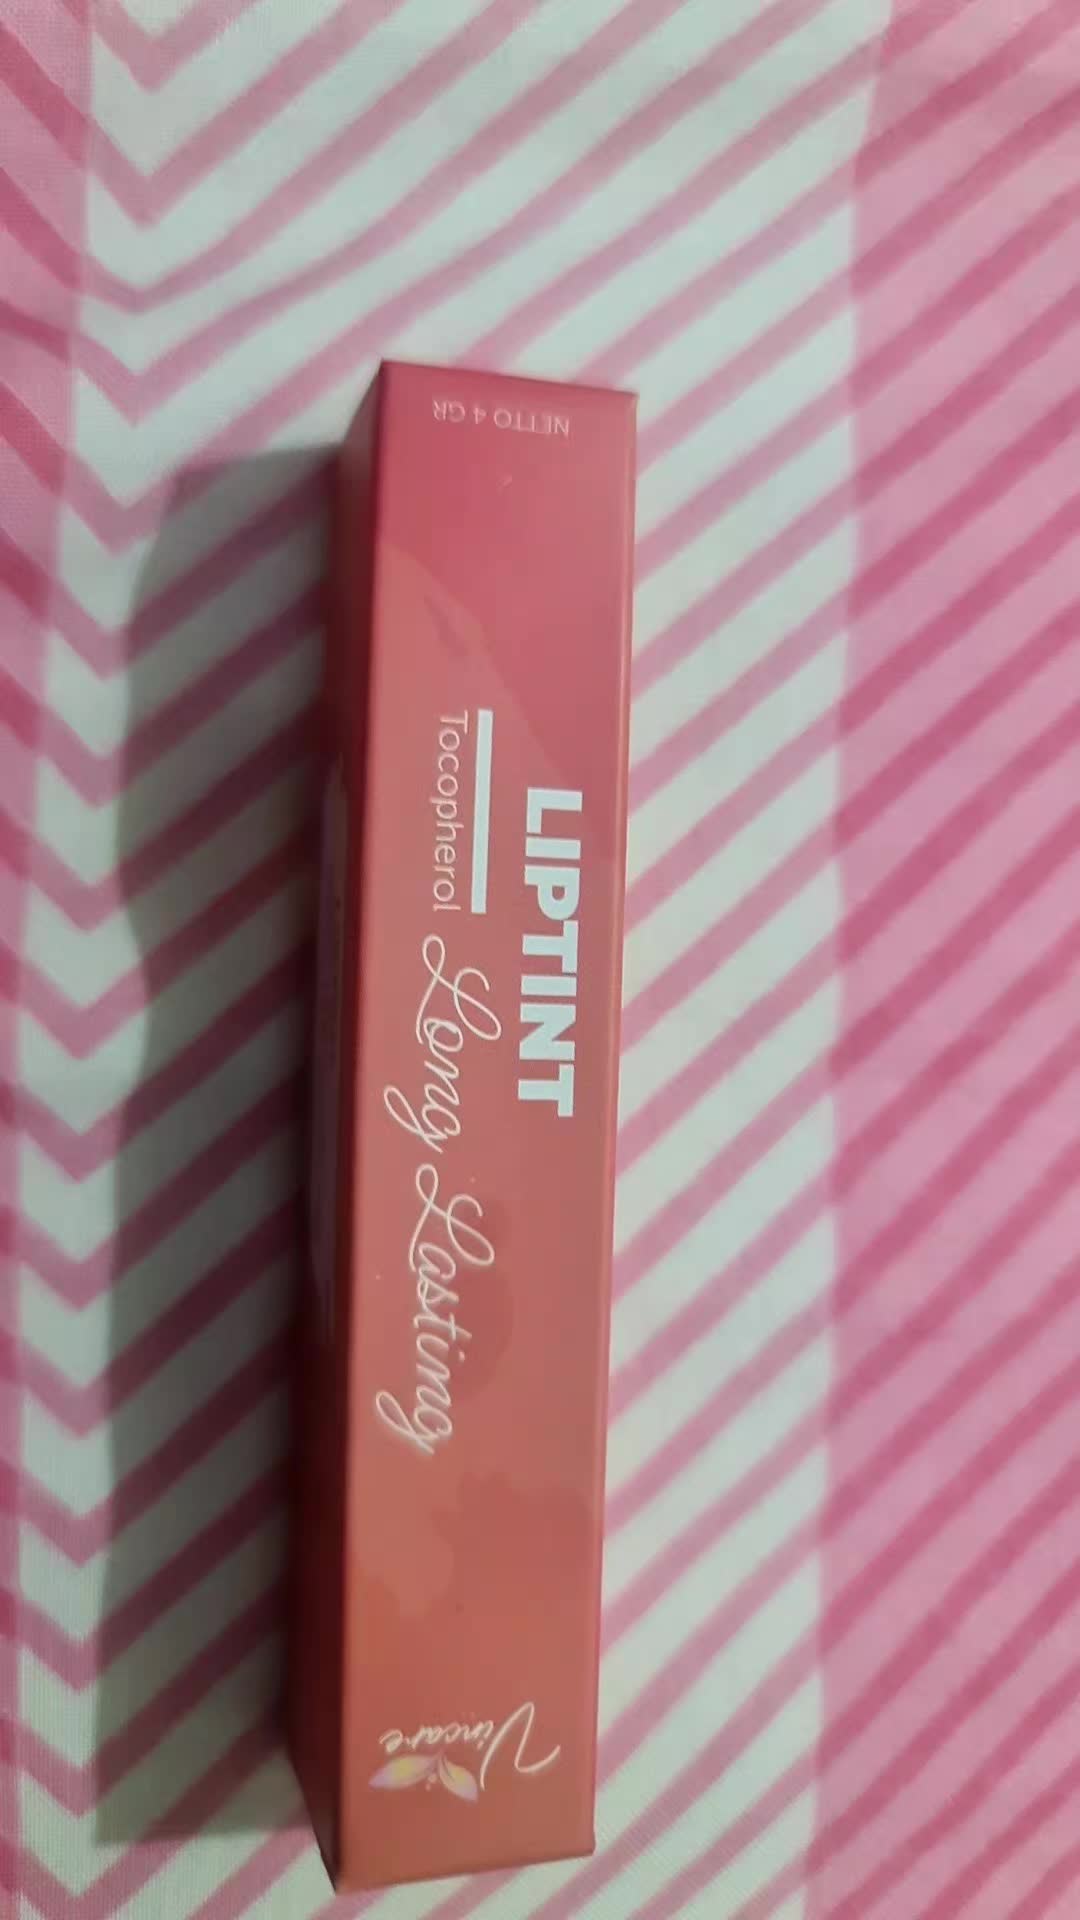 Vincare
LIPTINT
Tocopherol
Long Lasting
NETTO 4 GR